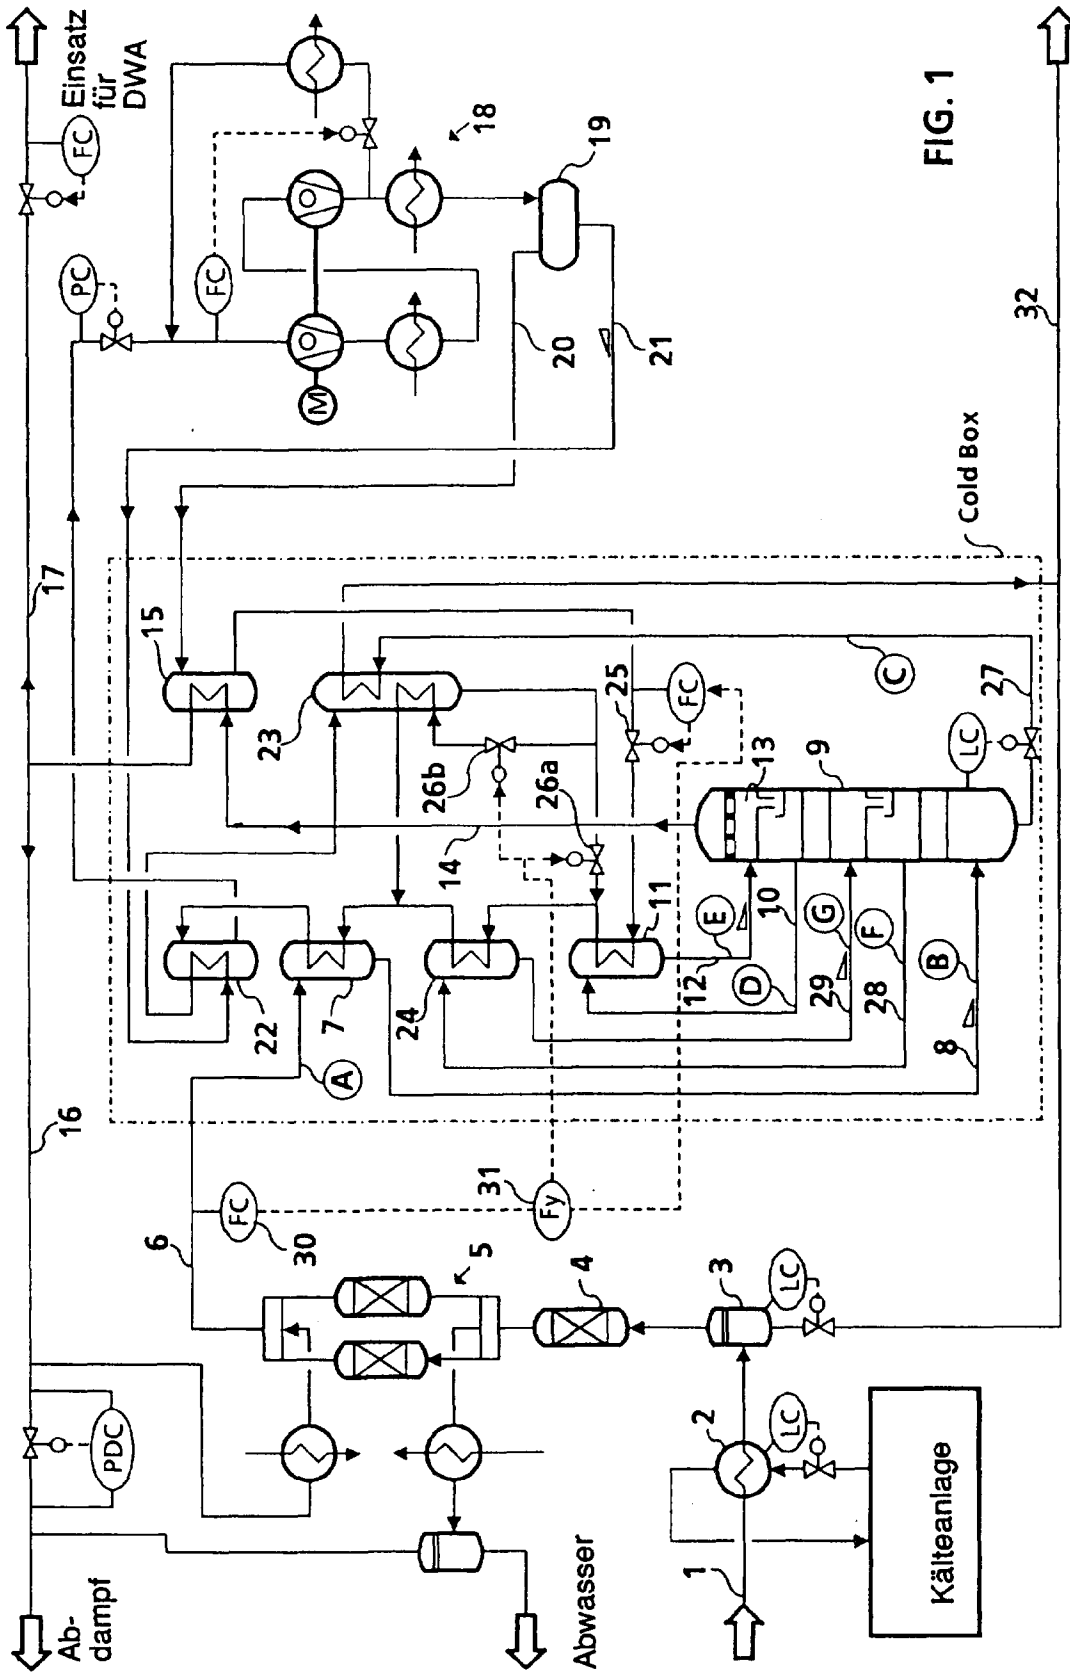 Einsatz
für
DWA
FC
PC
FC
M
18
19
20
21
FIG. 1
32
17
16
Cold Box
15
23
25
FC
26b
26a
14
13
9
LC
27
C
22
7
24
11
12
E
10
D
G
29
F
28
B
8
A
6
FC
30
31
Fy
5
4
3
LC
2
LC
1
PDC
Ab-
dampf
Abwasser
Kälteanlage